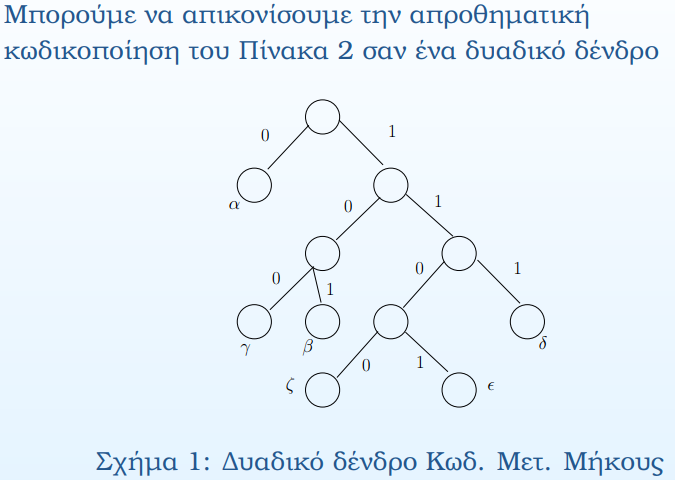 Μπορούμε να απικονίσουμε την απροθηματική
κωδικοποίηση του Πίνακα 2 σαν ένα δυαδικό δένδρο
0 1
α
0 1
0 1 0 1
γ β δ
0 1
ζ ϵ
Σχήμα 1: Δυαδικό δένδρο Κωδ. Μετ. Μήκους